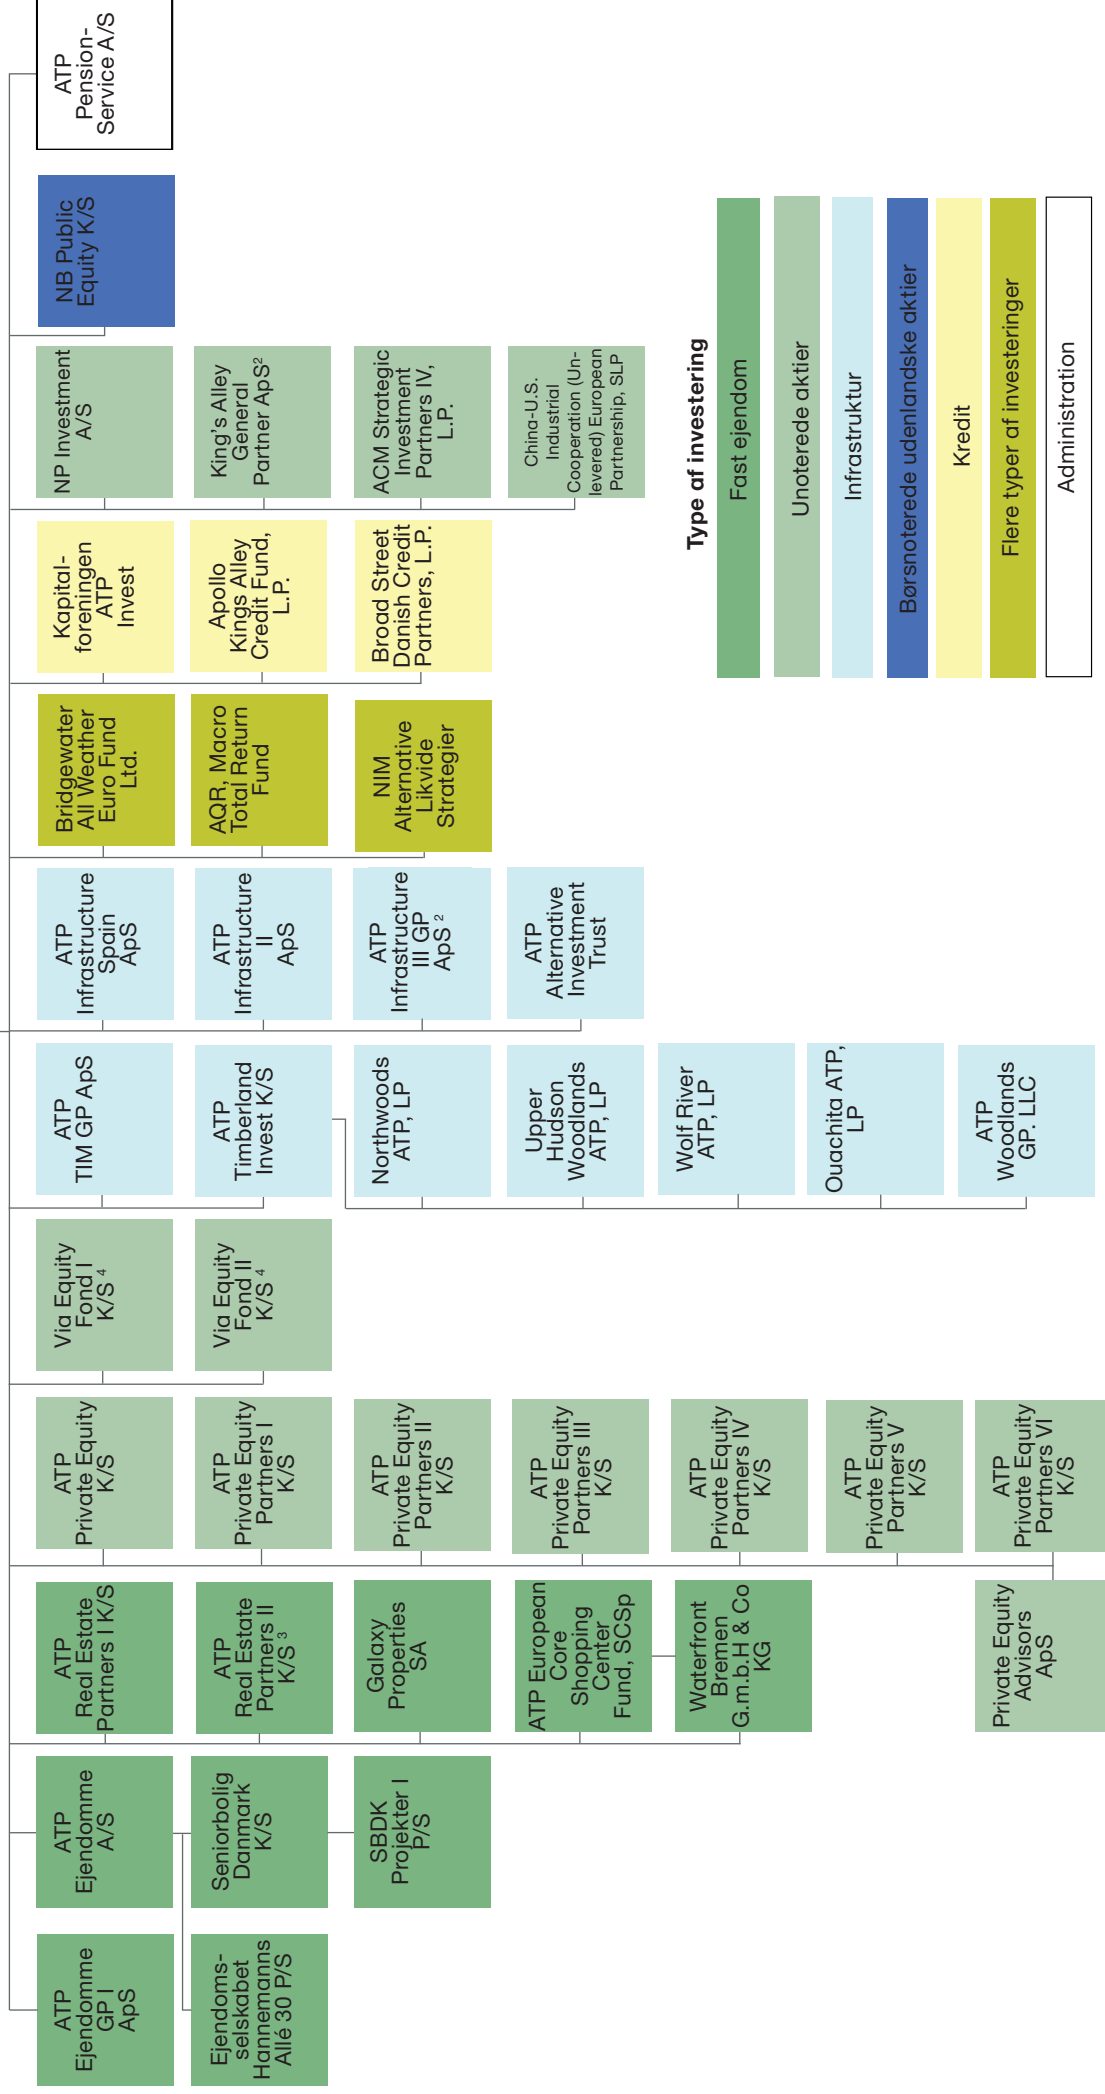 ATP
Ejendomme
GP I
ApS
Ejendoms-
selskabet
Hannemanns
Allé 30 P/S
ATP
Ejendomme
A/S
Seniorbolig
Danmark
K/S
SBDK
Projekter I
P/S
ATP
Real Estate
Partners I K/S
ATP
Real Estate
Partners II
K/S 3
Galaxy
Properties
SA
ATP European
Core
Shopping
Center
Fund, SCSp
Waterfront
Bremen
G.m.b.H & Co
KG
Private Equity
Advisors
ApS
ATP
Private Equity
K/S
ATP
Private Equity
Partners I
K/S
ATP
Private Equity
Partners II
K/S
ATP
Private Equity
Partners III
K/S
ATP
Private Equity
Partners IV
K/S
ATP
Private Equity
Partners V
K/S
ATP
Private Equity
Partners VI
K/S
Via Equity
Fond I
K/S 4
Via Equity
Fond II
K/S 4
ATP
TIM GP ApS
ATP
Timberland
Invest K/S
Northwoods
ATP, LP
Upper
Hudson
Woodlands
ATP, LP
Wolf River
ATP, LP
Ouachita ATP,
LP
ATP
Woodlands
GP. LLC
ATP
Infrastructure
Spain
ApS
ATP
Infrastructure
II
ApS
ATP
Infrastructure
III GP
ApS 2
ATP
Alternative
Investment
Trust
Bridgewater
All Weather
Euro Fund
Ltd.
AQR, Macro
Total Return
Fund
NIM
Alternative
Likvide
Strategier
Kapital-
foreningen
ATP
Invest
Apollo
Kings Alley
Credit Fund,
L.P.
Broad Street
Danish Credit
Partners, L.P.
NP Investment
A/S
King's Alley
General
Partner ApS2
ACM Strategic
Investment
Partners IV,
L.P.
China-U.S.
Industrial
Cooperation (Un-
levered) European
Partnership, SLP
NB Public
Equity K/S
ATP
Pension-
Service A/S
Type af investering
Fast ejendom
Unoterede aktier
Infrastruktur
Børsnoterede udenlandske aktier
Kredit
Flere typer af investeringer
Administration